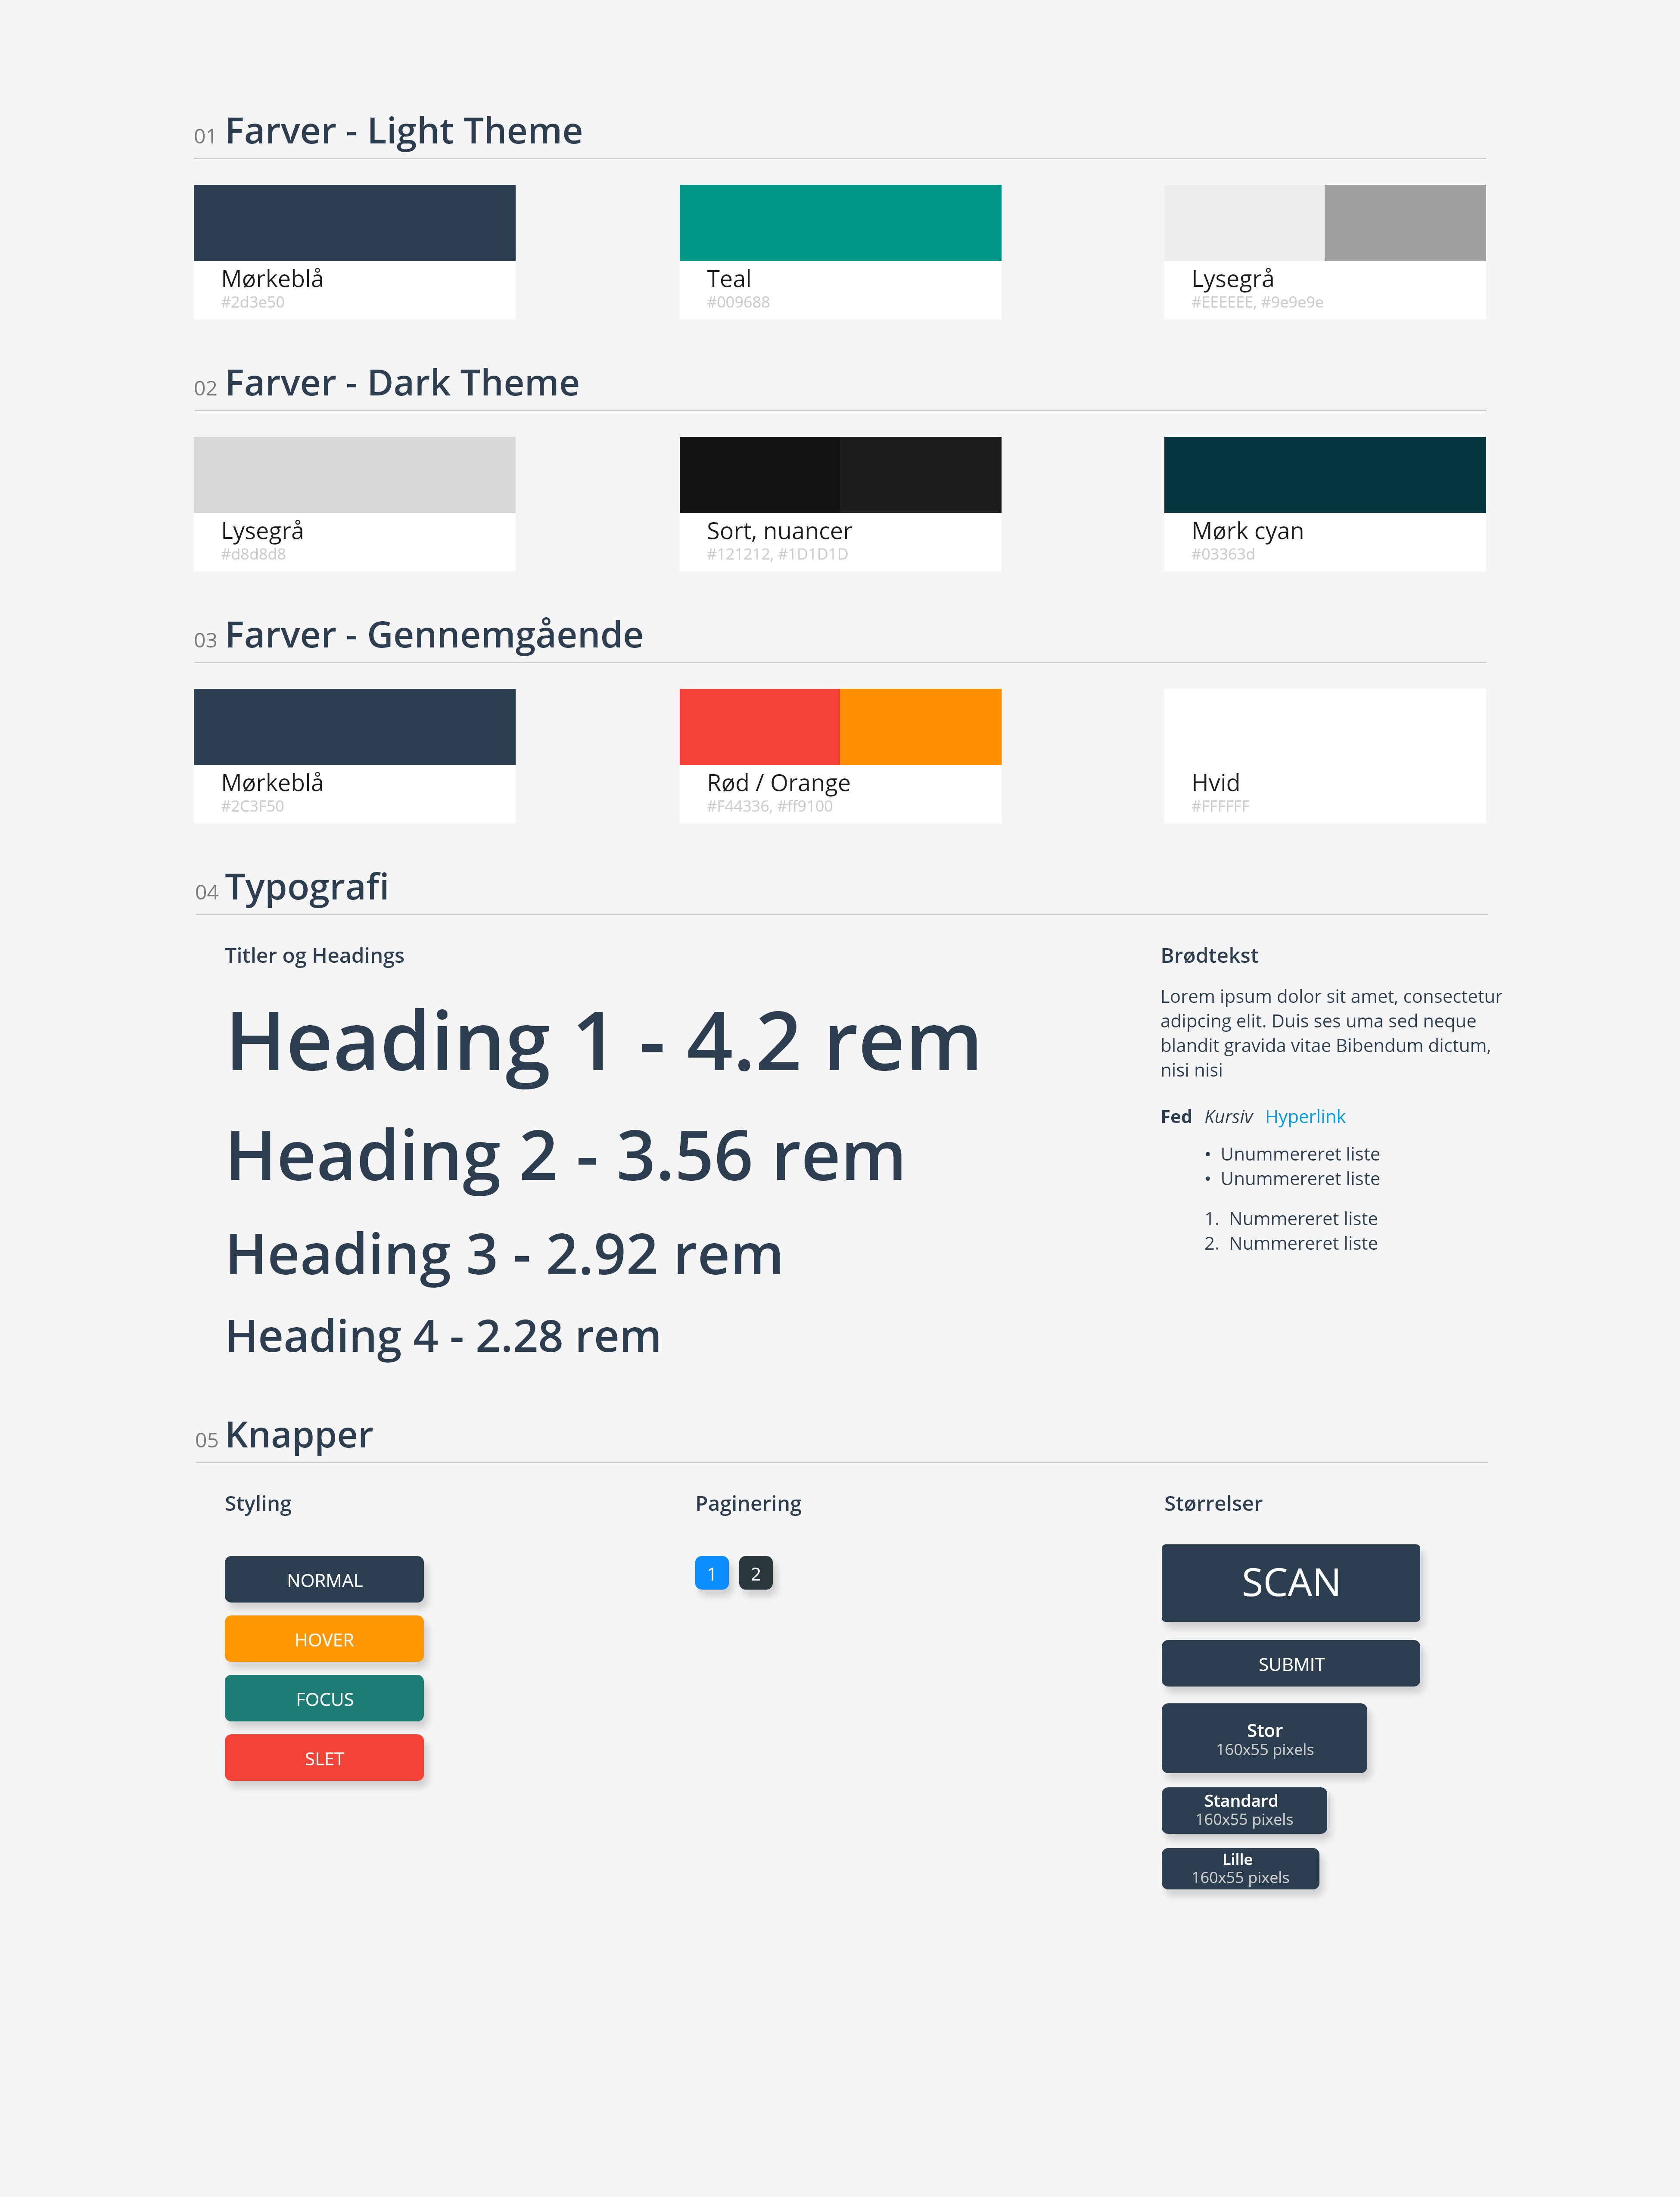 01 Farver - Light Theme
Mørkeblå
#2d3e50
Teal
#009688
Lysegrå
#EEEEEE, #9e9e9e
02 Farver - Dark Theme
Lysegrå
#d8d8d8
Sort, nuancer
#121212, #1D1D1D
Mørk cyan
#03363d
03 Farver - Gennemgående
Mørkeblå
#2C3F50
Rød / Orange
#F44336, #ff9100
Hvid
#FFFFFF
04 Typografi
Titler og Headings
Heading 1 - 4.2 rem
Heading 2 - 3.56 rem
Heading 3 - 2.92 rem
Heading 4 - 2.28 rem
Brødtekst
Lorem ipsum dolor sit amet, consectetur
adipcing elit. Duis ses uma sed neque
blandit gravida vitae Bibendum dictum,
nisi nisi
Fed Kursiv Hyperlink
• Unummereret liste
• Unummereret liste
1. Nummereret liste
2. Nummereret liste
05 Knapper
Styling
NORMAL
HOVER
FOCUS
SLET
Paginering
1 2
Størrelser
SCAN
SUBMIT
Stor
160x55 pixels
Standard
160x55 pixels
Lille
160x55 pixels